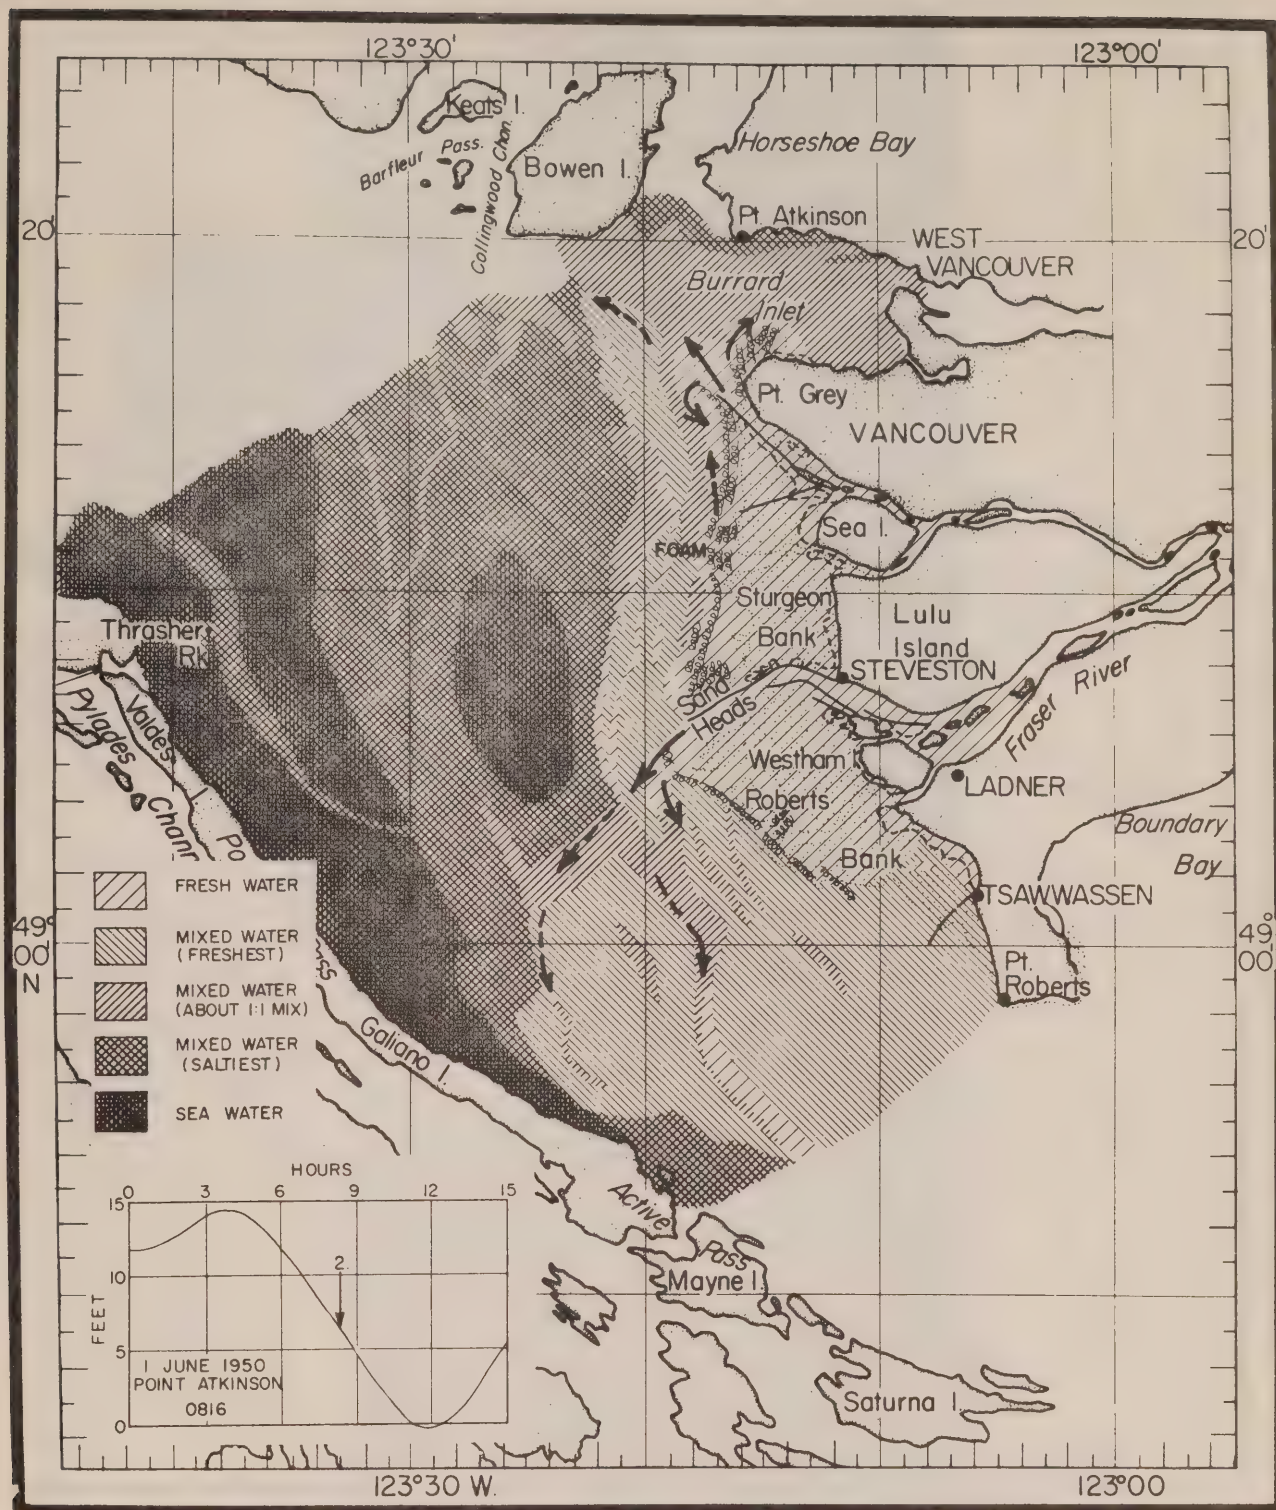 123°30'
123°00'
Keats I.
Barfleur Pass.
Collingwood Chan.
Bowen I.
Horseshoe Bay
20'
Pt. Atkinson
20'
WEST
VANCOUVER
Burrard
Inlet
Pt. Grey
VANCOUVER
Sea I.
FOAM
Sturgeon
Bank
Lulu
Island
Thrasher
Rk.
STEVESTON
Sand
Heads
Fraser River
Pylades
Chann
Valdes I.
Po
Westham I.
LADNER
Roberts
Bank
Boundary
Bay
TSAWWASSEN
FRESH WATER
49°
00'
N
49°
00'
MIXED WATER
(FRESHEST)
ass
Pt.
Roberts
MIXED WATER
(ABOUT 1:1 MIX)
Galiano I.
MIXED WATER
(SALTIEST)
SEA WATER
HOURS
0 3 6 9 12 15
15
10
5
0
FEET
2.
1 JUNE 1950
POINT ATKINSON
0816
Active
Pass
Mayne I.
Saturna I.
123°30' W.
123°00